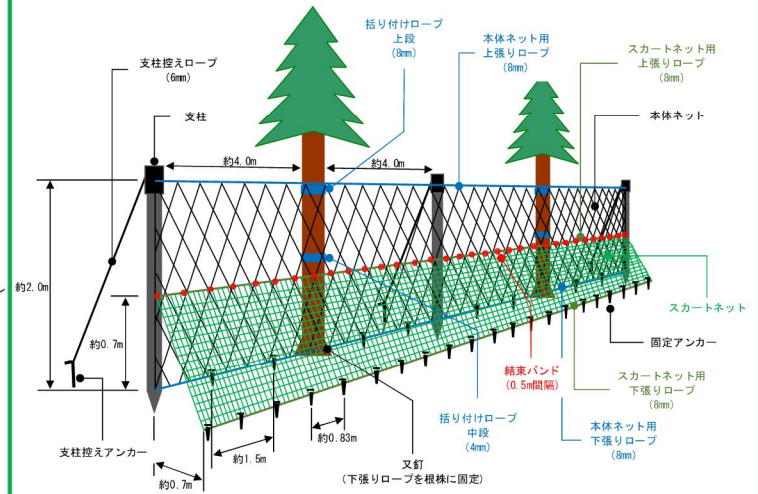 括り付けロープ
上段
(8㎜)
本体ネット用
上張りロープ
(8㎜)
スカートネット用
上張りロープ
(8㎜)
支柱控えロープ
(6㎜)
支柱
本体ネット
約4.0m
約4.0m
約2.0m
約0.7m
スカートネット
固定アンカー
結束バンド
(0.5m間隔)
スカートネット用
下張りロープ
(8㎜)
括り付けロープ
中段
(4㎜)
本体ネット用
下張りロープ
(8㎜)
約0.83m
支柱控えアンカー
約1.5m
又釘
(下張りロープを根株に固定)
約0.7m